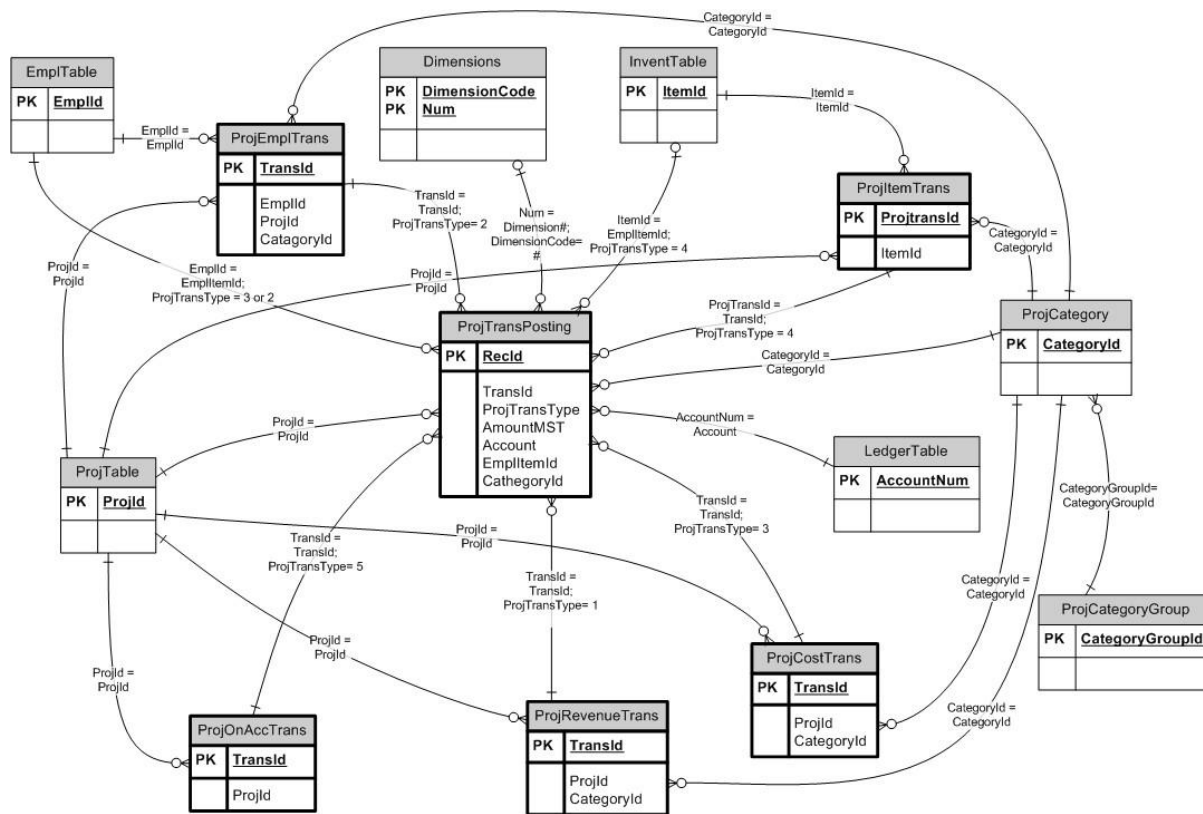 CategoryId =
CategoryId
EmplTable
PK EmplId
Dimensions
PK DimensionCode
PK Num
InventTable
PK ItemId
ItemId =
ItemId
EmplId =
EmplId
ProjEmplTrans
PK TransId
EmplId
ProjId
CatagoryId
TransId =
TransId;
ProjTransType= 2
Num =
Dimension#;
DimensionCode=
#
ItemId =
EmplItemId;
ProjTransType = 4
ProjItemTrans
PK ProjtransId
ItemId
CategoryId =
CategoryId
ProjId =
ProjId
EmplId =
EmplItemId;
ProjTransType = 3 or 2
ProjId =
ProjId
ProjTransId =
TransId;
ProjTransType = 4
ProjTransPosting
PK RecId
TransId
ProjTransType
AmountMST
Account
EmplItemId
CathegoryId
CategoryId =
CategoryId
ProjCategory
PK CategoryId
ProjId =
ProjId
AccountNum =
Account
LedgerTable
PK AccountNum
ProjTable
PK ProjId
CategoryGroupId=
CategoryGroupId
ProjId =
ProjId
TransId =
TransId;
ProjTransType= 3
TransId =
TransId;
ProjTransType= 5
TransId =
TransId;
ProjTransType= 1
CategoryId =
CategoryId
ProjCategoryGroup
PK CategoryGroupId
ProjId =
ProjId
ProjId =
ProjId
ProjCostTrans
PK TransId
ProjId
CategoryId
CategoryId =
CategoryId
ProjOnAccTrans
PK TransId
ProjId
ProjRevenueTrans
PK TransId
ProjId
CategoryId